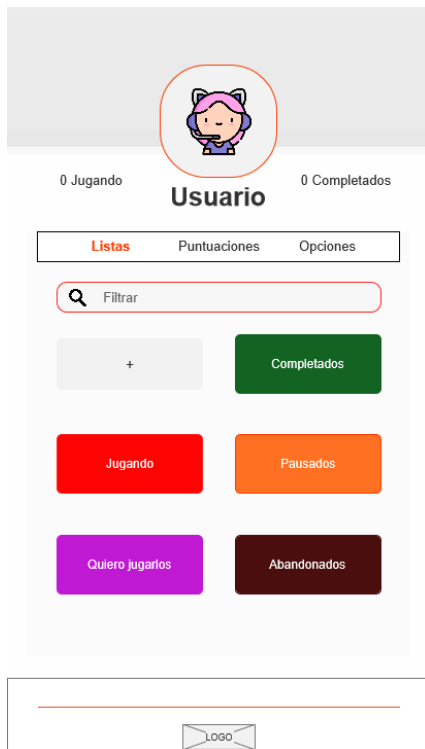 0 Jugando
0 Completados
Usuario
Listas Puntuaciones Opciones
Filtrar
+ Completados
Jugando Pausados
Quiero jugarlos Abandonados
LOGO